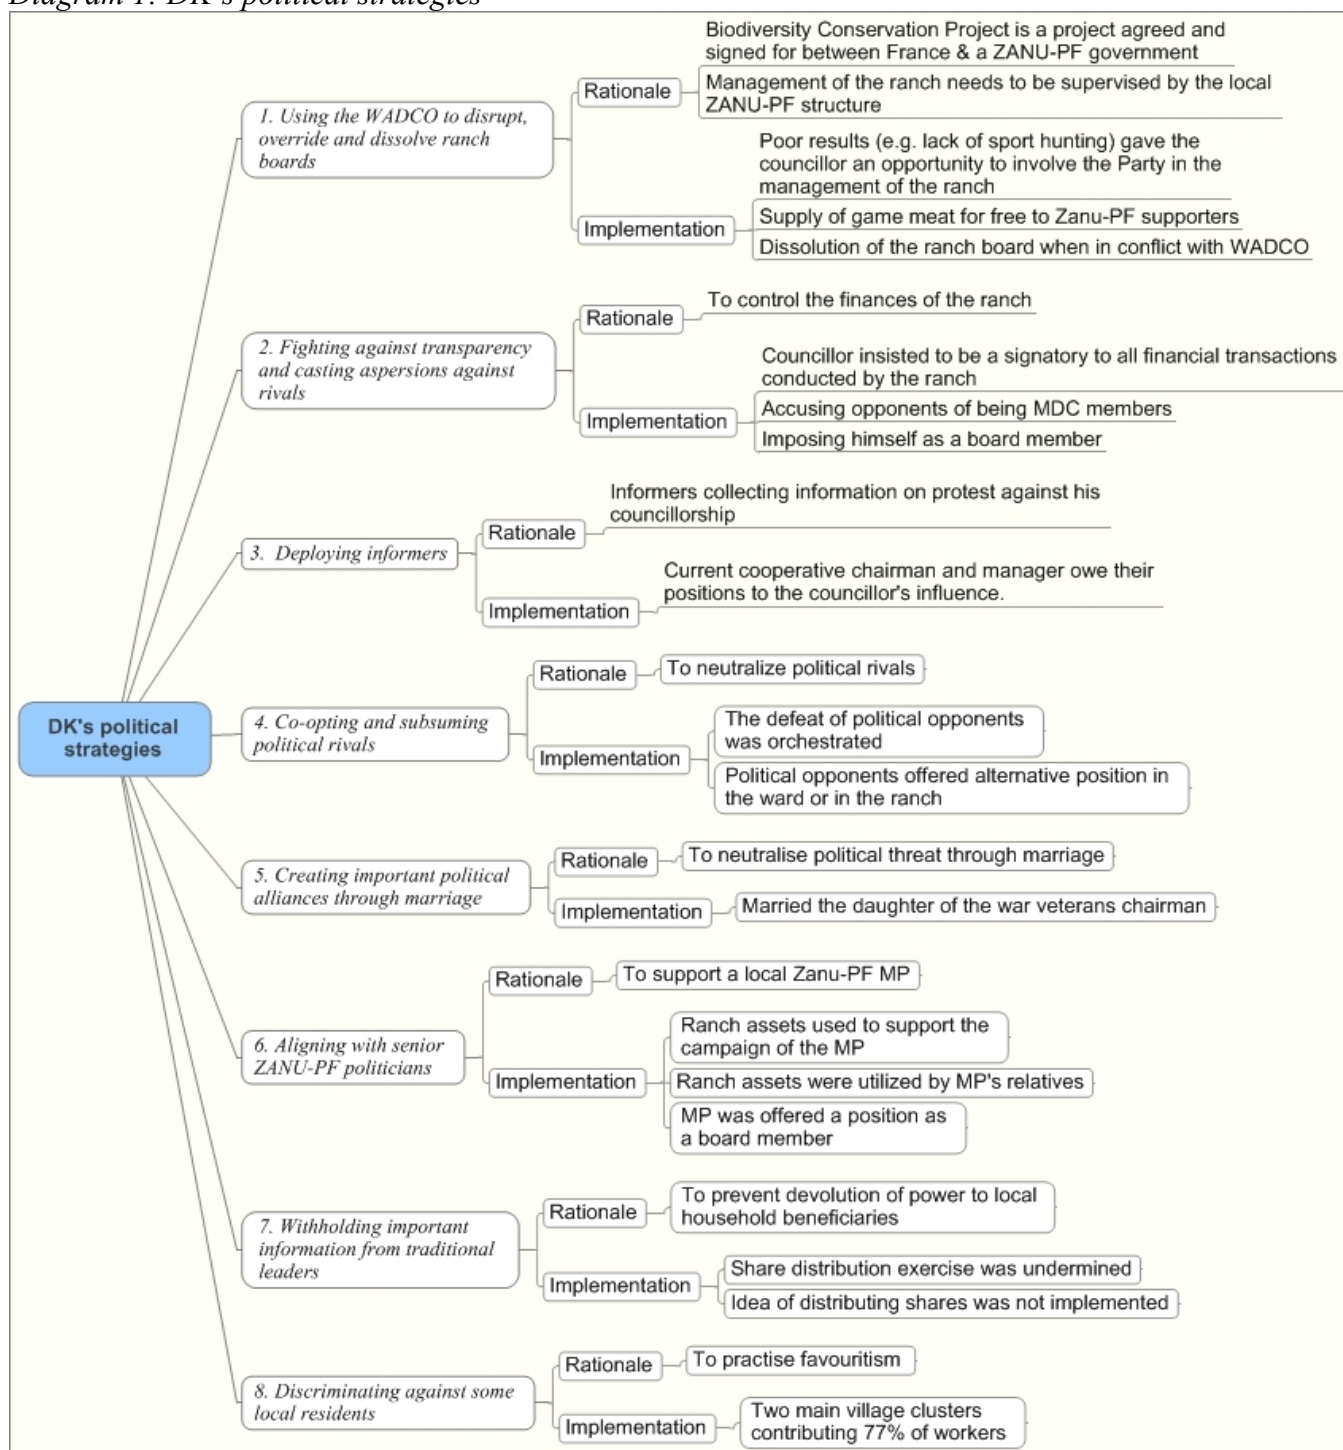 Diagram 1: DK's political strategies
Biodiversity Conservation Project is a project agreed and
signed for between France & a ZANU-PF government
Rationale
Management of the ranch needs to be supervised by the local
ZANU-PF structure
1. Using the WADCO to disrupt,
override and dissolve ranch
boards
Poor results (e.g. lack of sport hunting) gave the
councillor an opportunity to involve the Party in the
management of the ranch
Implementation
Supply of game meat for free to Zanu-PF supporters
Dissolution of the ranch board when in conflict with WADCO
To control the finances of the ranch
Rationale
2. Fighting against transparency
and casting aspersions against
rivals
Councillor insisted to be a signatory to all financial transactions
conducted by the ranch
Implementation
Accusing opponents of being MDC members
Imposing himself as a board member
Informers collecting information on protest against his
councillorship
Rationale
3. Deploying informers
Current cooperative chairman and manager owe their
positions to the councillor's influence.
Implementation
Rationale
To neutralize political rivals
DK's political
strategies
4. Co-opting and subsuming
political rivals
The defeat of political opponents
was orchestrated
Implementation
Political opponents offered alternative position in
the ward or in the ranch
Rationale
To neutralise political threat through marriage
5. Creating important political
alliances through marriage
Implementation
Married the daughter of the war veterans chairman
Rationale
To support a local Zanu-PF MP
6. Aligning with senior
ZANU-PF politicians
Ranch assets used to support the
campaign of the MP
Implementation
Ranch assets were utilized by MP's relatives
MP was offered a position as
a board member
Rationale
To prevent devolution of power to local
household beneficiaries
7. Withholding important
information from traditional
leaders
Implementation
Share distribution exercise was undermined
Idea of distributing shares was not implemented
Rationale
To practise favouritism
8. Discriminating against some
local residents
Implementation
Two main village clusters
contributing 77% of workers